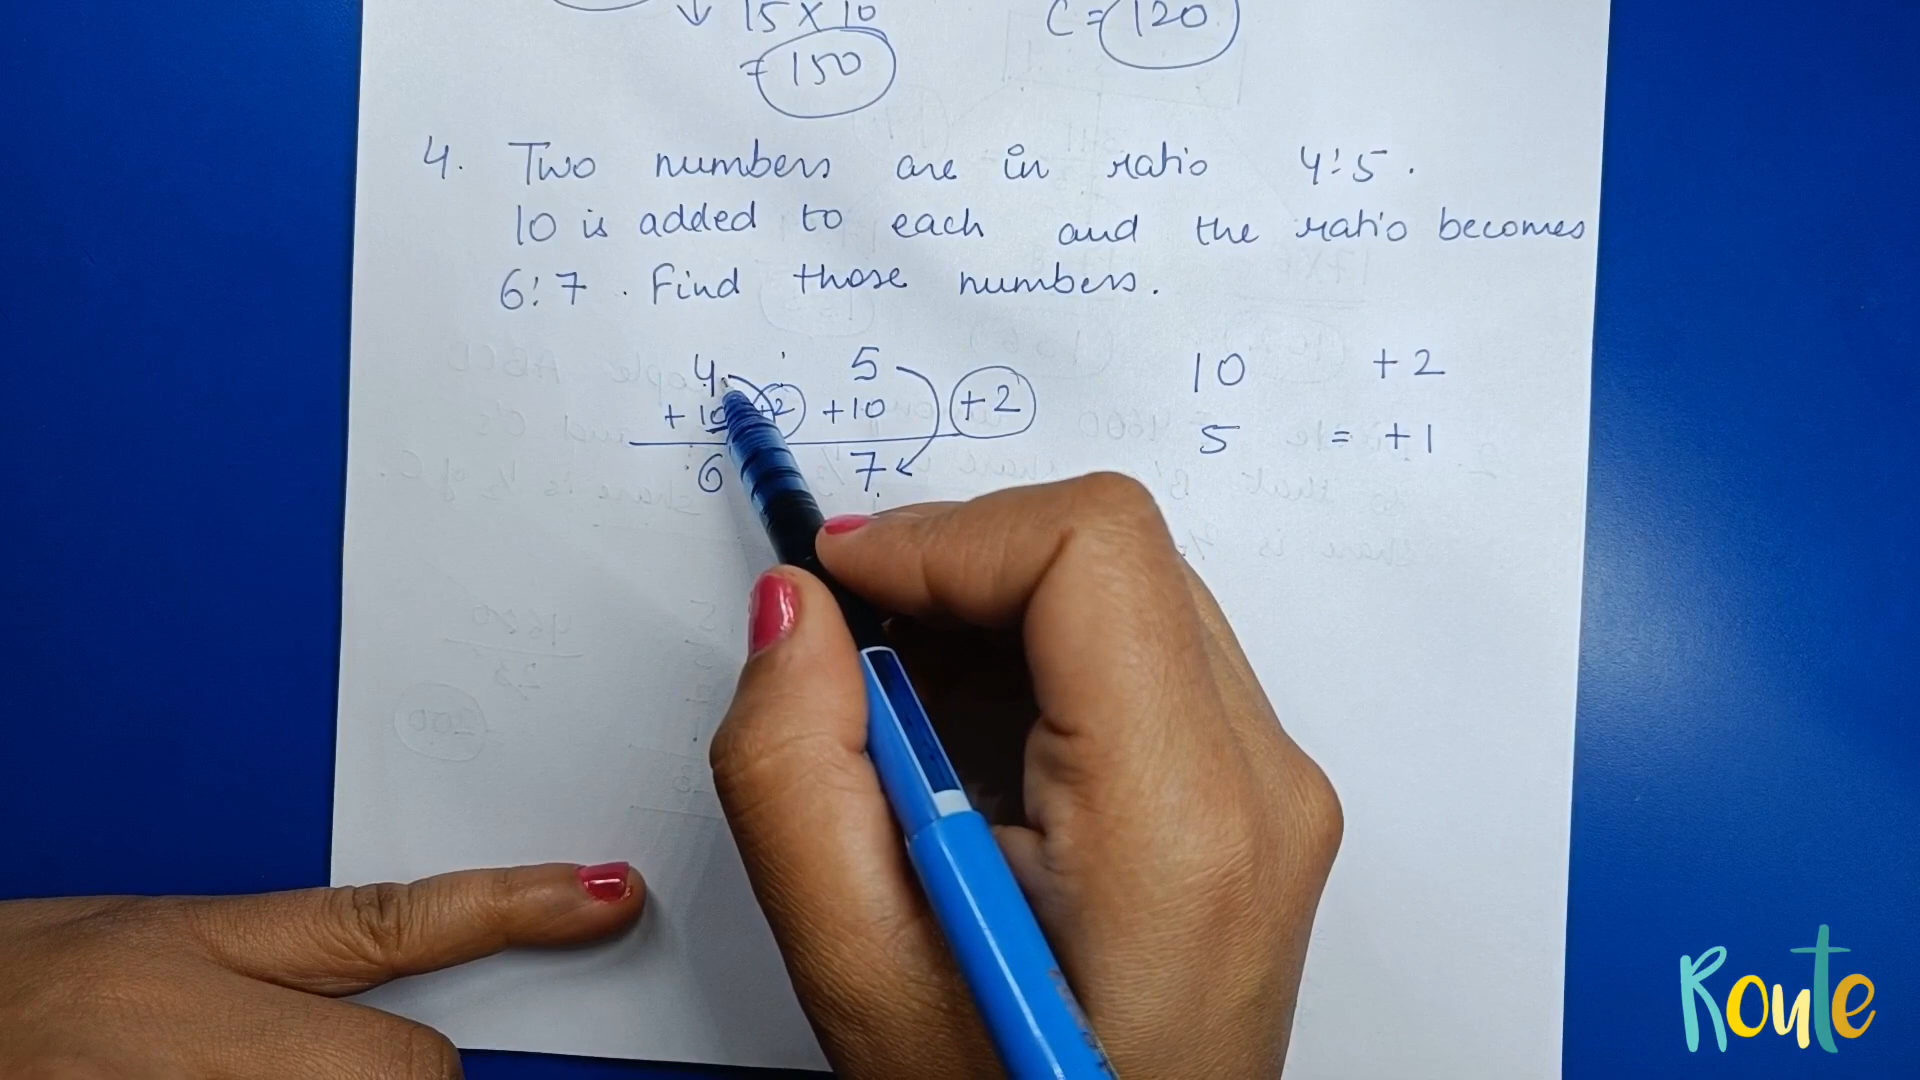 ↓ 15 × 10
= 150
C = 120
4. Two numbers are in ratio 4:5.
10 is added to each and the ratio becomes
6:7. Find those numbers.
4 : 5
+10 +2 +10 +2
6 : 7
10 +2
5 = +1
Route